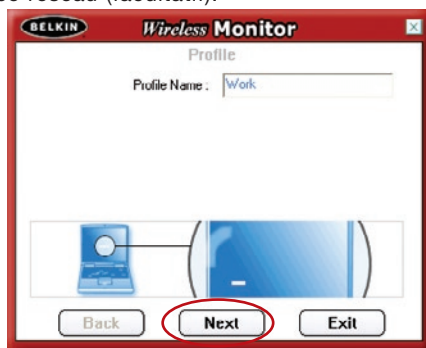 BELKIN Wireless Monitor
Profile
Profile Name : Work
Back Next Exit